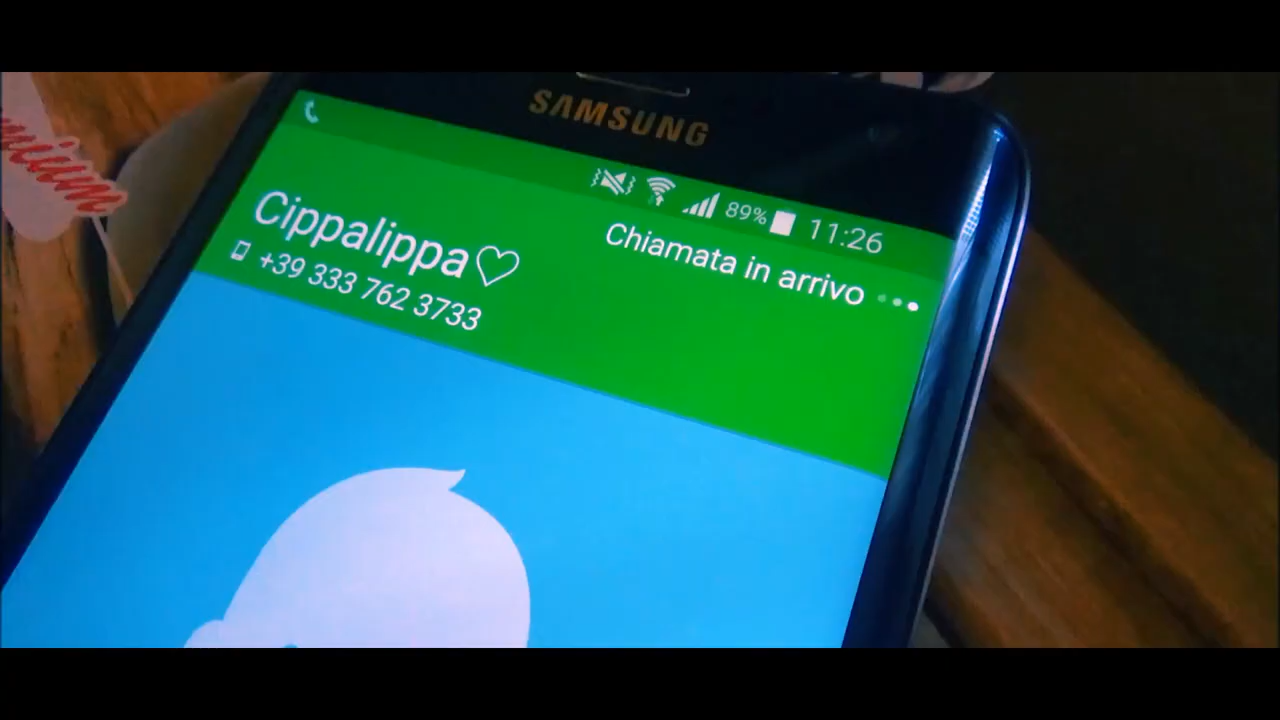 SAMSUNG
89% 11:26
Cippalippa♡
Chiamata in arrivo
+39 333 762 3733